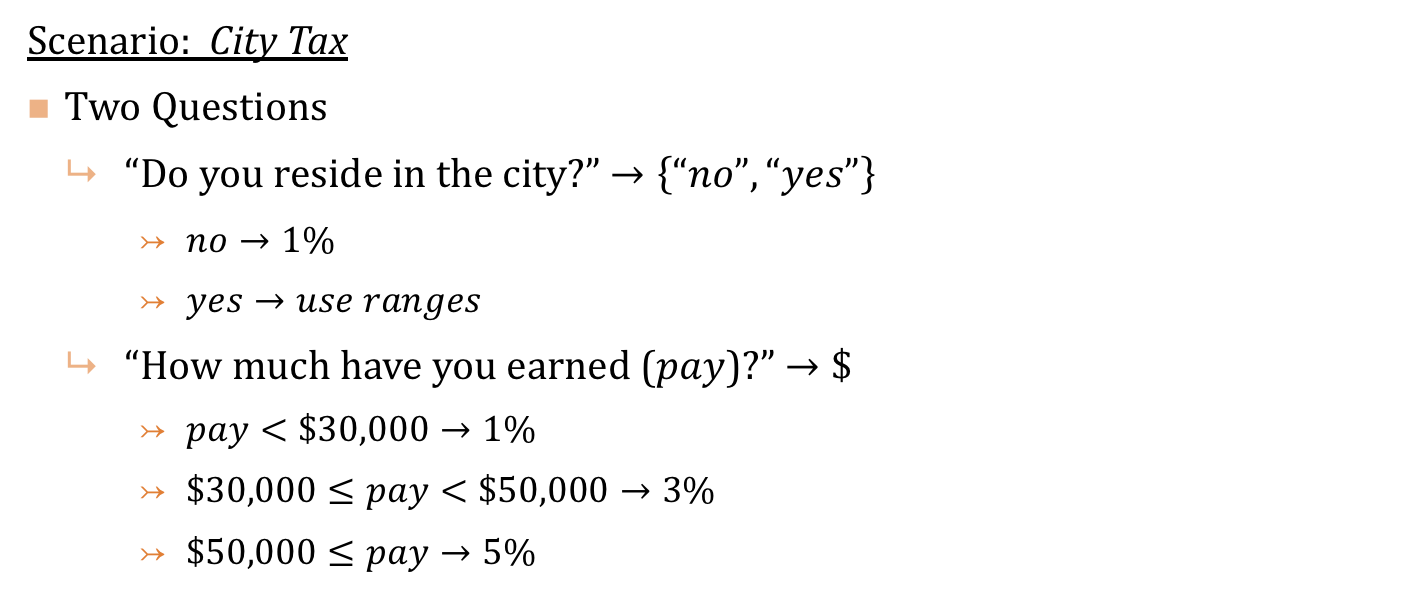 Scenario: City Tax
■ Two Questions
↳ “Do you reside in the city?” → {“no”, “yes”}
↣ no → 1%
↣ yes → use ranges
↳ “How much have you earned (pay)?” → $
↣ pay < $30,000 → 1%
↣ $30,000 ≤ pay < $50,000 → 3%
↣ $50,000 ≤ pay → 5%